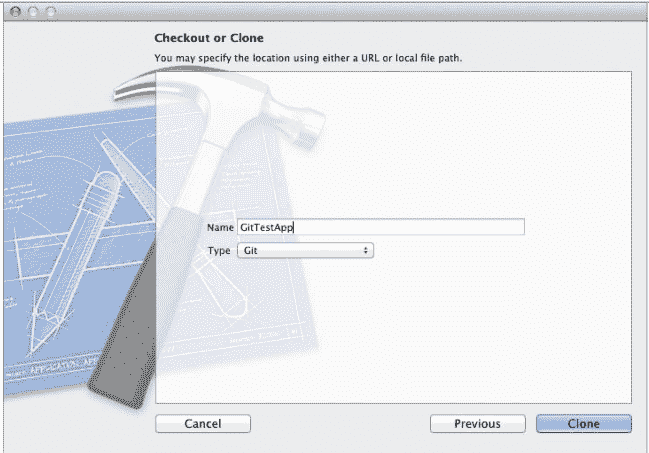 Checkout or Clone
You may specify the location using either a URL or local file path.
Name GitTestApp
Type Git
Cancel Previous Clone